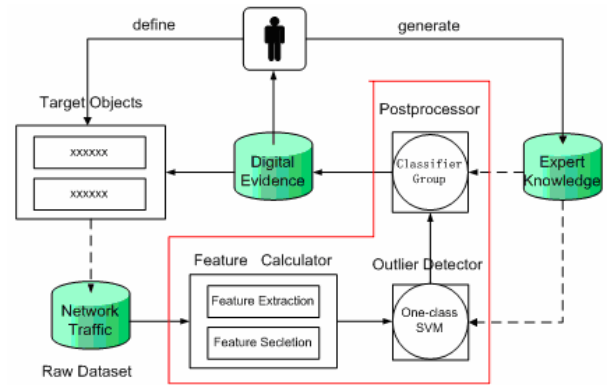 define
generate
Target Objects
xxxxxx
xxxxxx
Postprocessor
Digital
Evidence
Classifier
Group
Expert
Knowledge
Feature Calculator
Outlier Detector
Network
Traffic
Feature Extraction
Feature Secletion
One-class
SVM
Raw Dataset